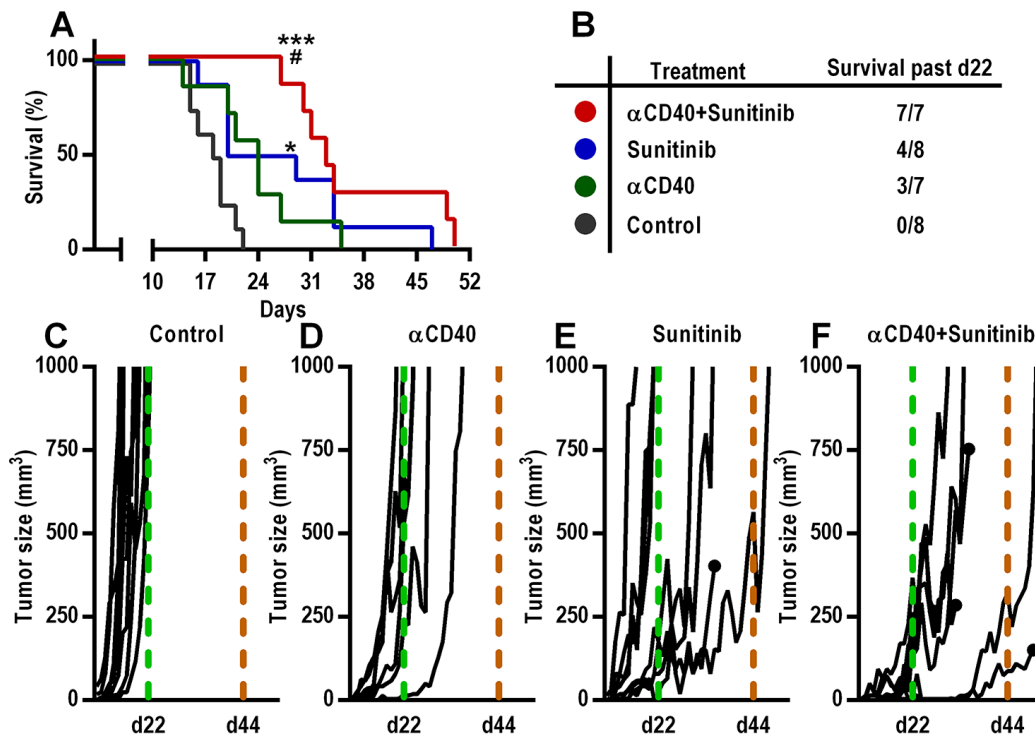 A
***
#
*
100
50
0
Survival (%)
10 17 24 31 38 45 52
Days
B
Treatment Survival past d22
αCD40+Sunitinib 7/7
Sunitinib 4/8
αCD40 3/7
Control 0/8
C Control
1000
750
500
250
0
Tumor size (mm³)
d22 d44
D αCD40
1000
750
500
250
0
Tumor size (mm³)
d22 d44
E Sunitinib
1000
750
500
250
0
Tumor size (mm³)
d22 d44
F αCD40+Sunitinib
1000
750
500
250
0
Tumor size (mm³)
d22 d44